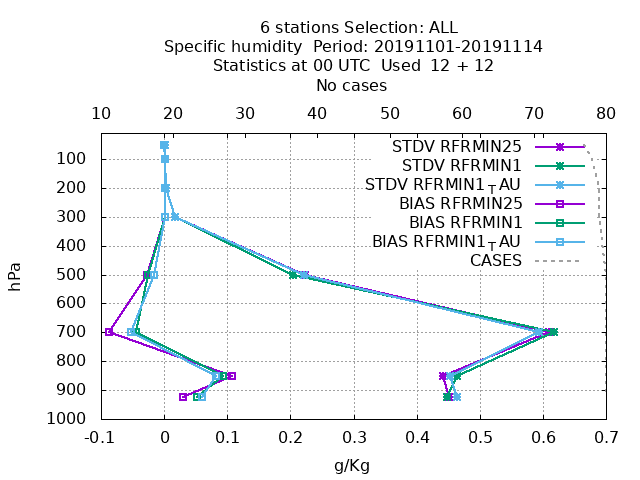 6 stations Selection: ALL
Specific humidity  Period: 20191101-20191114
Statistics at 00 UTC  Used  12 + 12
No cases
10 20 30 40 50 60 70 80
STDV RFRMIN25
STDV RFRMIN1
STDV RFRMIN1TAU
BIAS RFRMIN25
BIAS RFRMIN1
BIAS RFRMIN1TAU
CASES
hPa
100
200
300
400
500
600
700
800
900
1000
-0.1 0 0.1 0.2 0.3 0.4 0.5 0.6 0.7
g/Kg